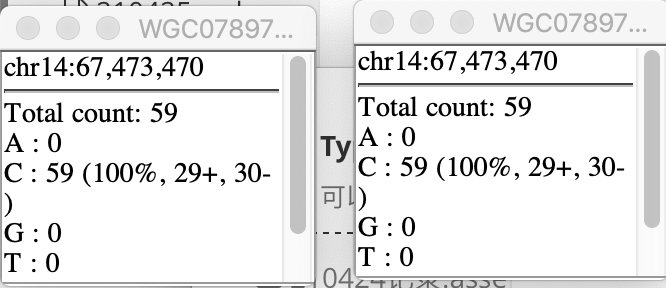 WGC07897...
chr14:67,473,470
Total count: 59
A : 0
C : 59 (100%, 29+, 30-
)
G : 0
T : 0
WGC07897...
chr14:67,473,470
Total count: 59
A : 0
C : 59 (100%, 29+, 30-
)
G : 0
T : 0
Ty
可